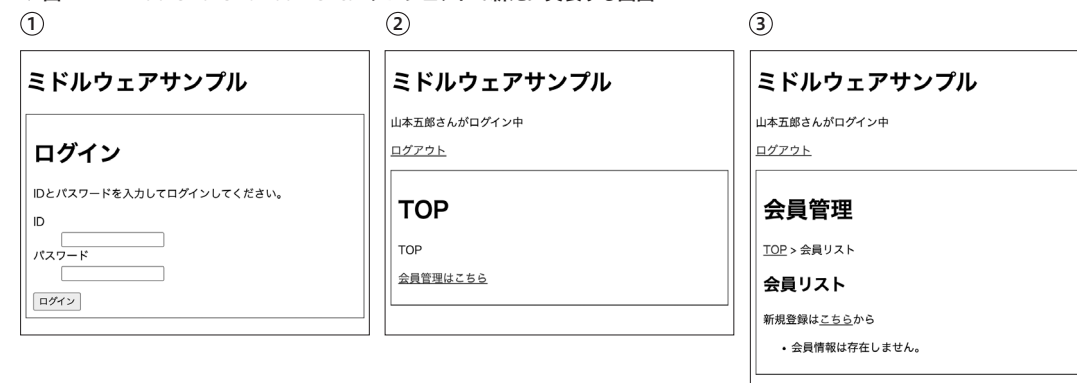 ①
ミドルウェアサンプル
ログイン
IDとパスワードを入力してログインしてください。
ID
パスワード
ログイン
②
ミドルウェアサンプル
山本五郎さんがログイン中
ログアウト
TOP
TOP
会員管理はこちら
③
ミドルウェアサンプル
山本五郎さんがログイン中
ログアウト
会員管理
TOP > 会員リスト
会員リスト
新規登録はこちらから
• 会員情報は存在しません。